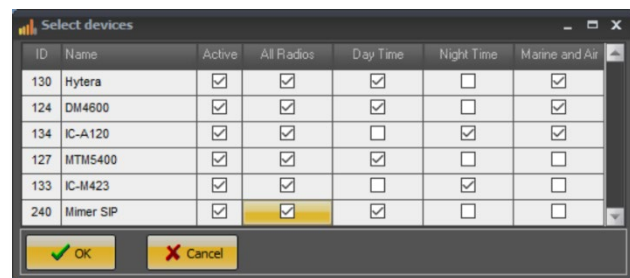 Select devices
ID Name Active All Radios Day Time Night Time Marine and Air
130 Hytera
124 DM4600
134 IC-A120
127 MTM5400
133 IC-M423
240 Mimer SIP
OK Cancel